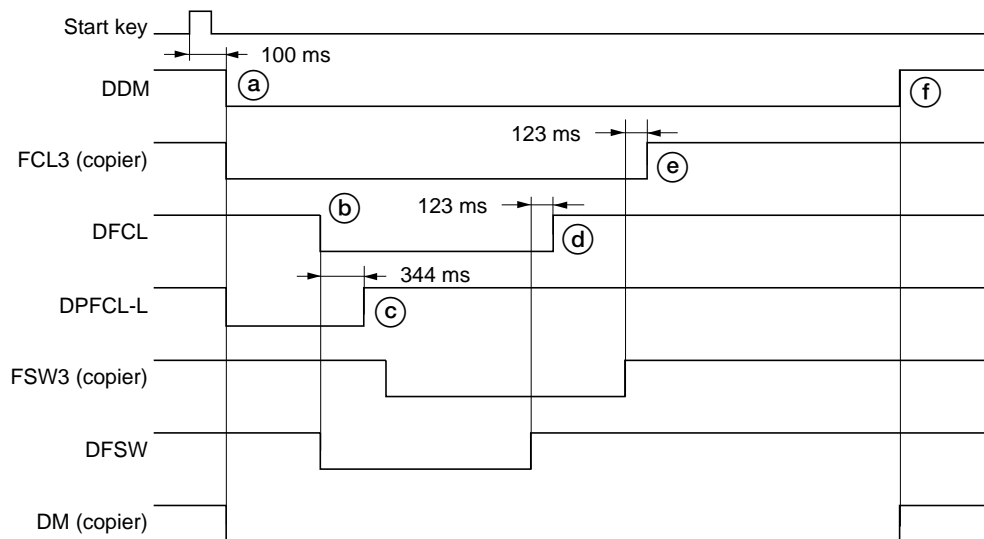 Start key
100 ms
DDM
a
f
123 ms
FCL3 (copier)
e
b
123 ms
DFCL
d
344 ms
DPFCL-L
c
FSW3 (copier)
DFSW
DM (copier)